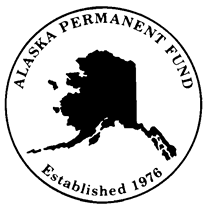 ALASKA PERMANENT FUND
Established 1976